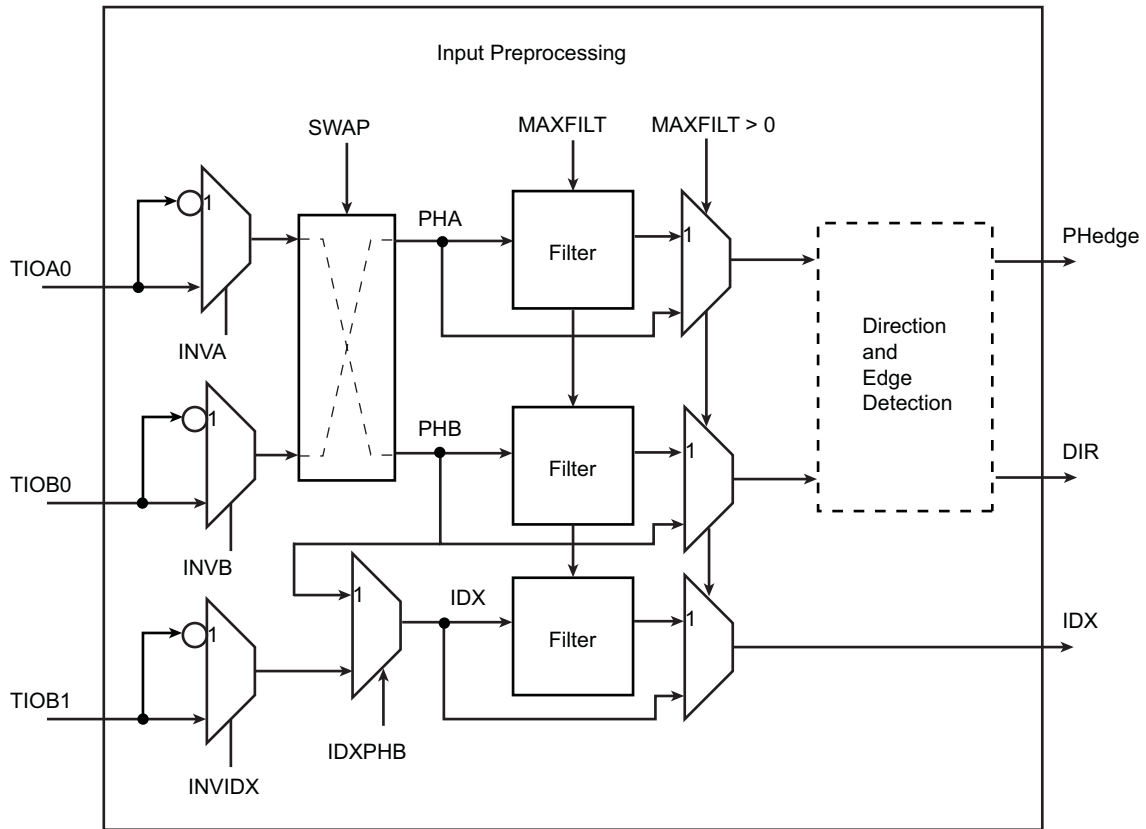 Input Preprocessing
SWAP
MAXFILT
MAXFILT > 0
1
PHA
Filter
1
PHedge
TIOA0
INVA
Direction
and
Edge
Detection
1
PHB
Filter
1
DIR
TIOB0
INVB
1
IDX
Filter
1
IDX
1
TIOB1
IDXPHB
INVIDX